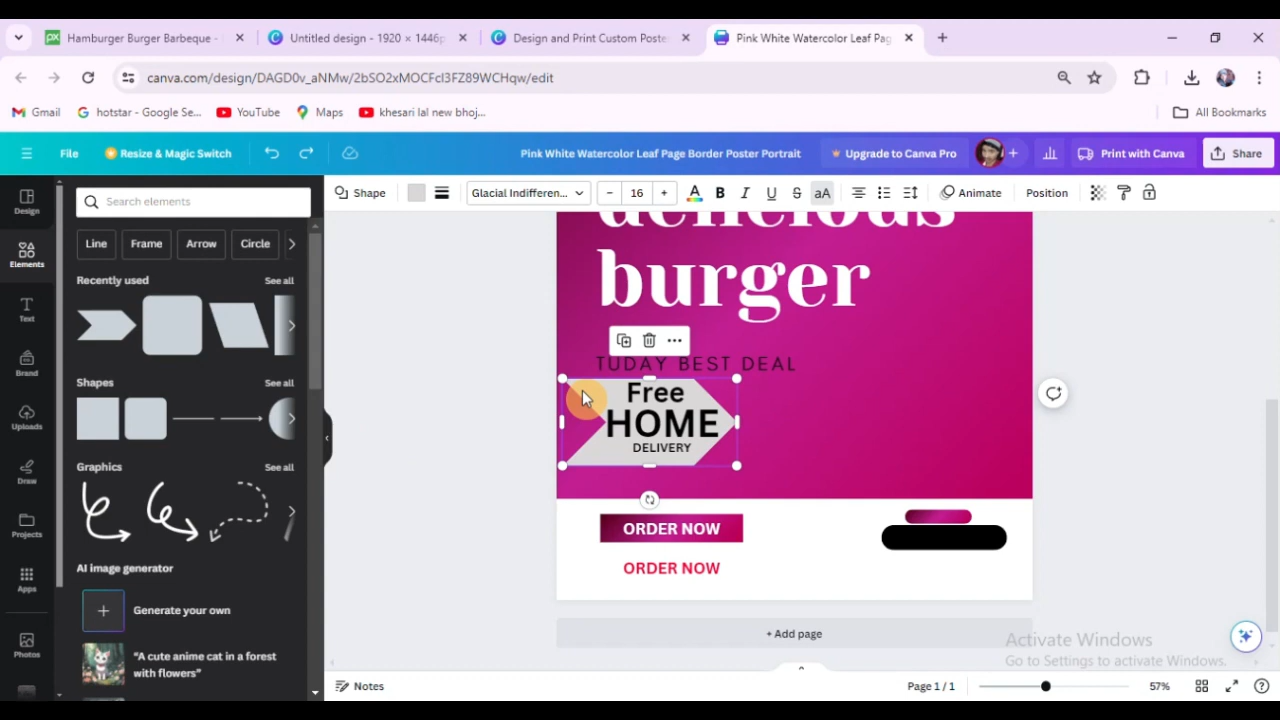 Hamburger Burger Barbeque -
Untitled design - 1920 × 1446p
Design and Print Custom Poste
Pink White Watercolor Leaf Pag
canva.com/design/DAGD0v_aNMw/2bSO2xMOCFcI3FZ89WCHqw/edit
Gmail
hotstar - Google Se...
YouTube
Maps
khesari lal new bhoj...
All Bookmarks
File
Resize & Magic Switch
Pink White Watercolor Leaf Page Border Poster Portrait
Upgrade to Canva Pro
Print with Canva
Share
Design
Elements
Text
Brand
Uploads
Draw
Projects
Apps
Photos
Search elements
Line
Frame
Arrow
Circle
Recently used
See all
Shapes
See all
Graphics
See all
AI image generator
Generate your own
"A cute anime cat in a forest
with flowers"
Shape
Glacial Indifferen...
– 16 +
A
B
I
U
S
aA
Animate
Position
delicious
burger
TUDAY BEST DEAL
Free
HOME
DELIVERY
ORDER NOW
ORDER NOW
+ Add page
Activate Windows
Go to Settings to activate Windows.
Notes
Page 1 / 1
57%